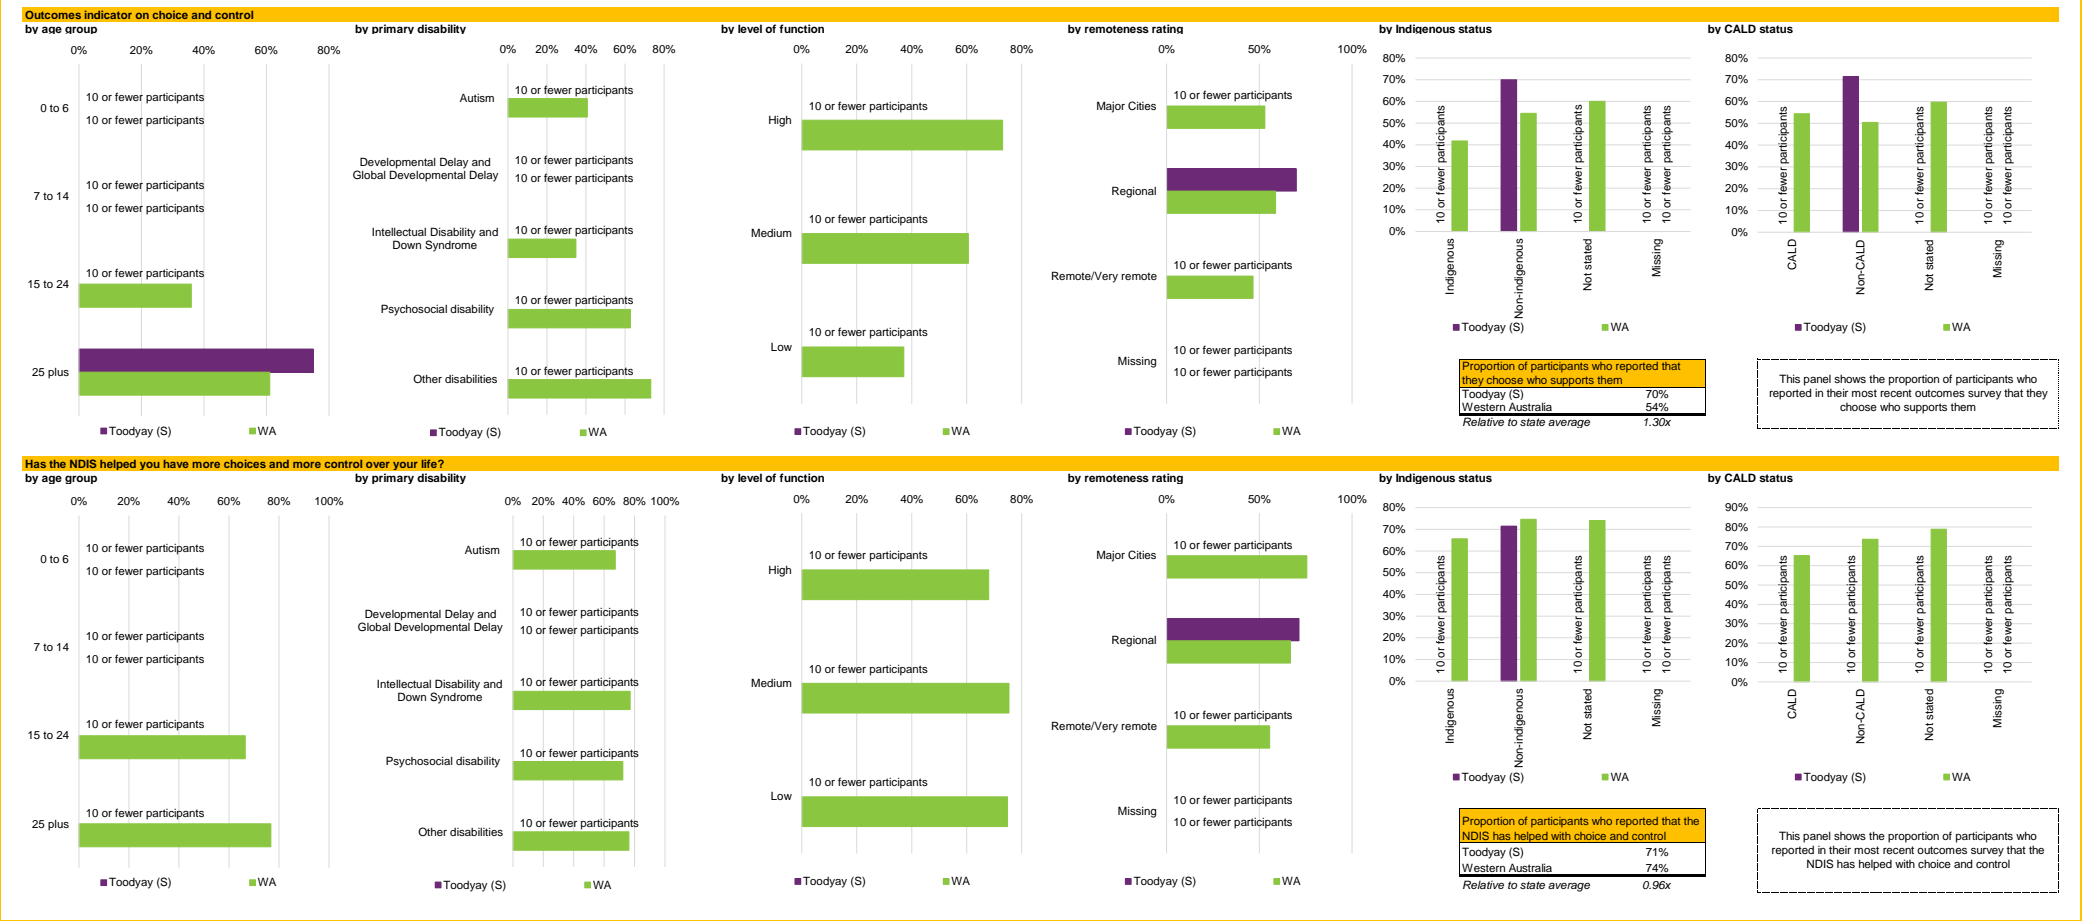 Outcomes indicator on choice and control
by age group
0% 20% 40% 60% 80%
0 to 6
10 or fewer participants
10 or fewer participants
7 to 14
10 or fewer participants
10 or fewer participants
15 to 24
10 or fewer participants
25 plus
Toodyay (S) WA
by primary disability
0% 20% 40% 60% 80%
Autism
10 or fewer participants
Developmental Delay and
Global Developmental Delay
10 or fewer participants
10 or fewer participants
Intellectual Disability and
Down Syndrome
10 or fewer participants
Psychosocial disability
10 or fewer participants
Other disabilities
10 or fewer participants
Toodyay (S) WA
by level of function
0% 20% 40% 60% 80%
High
10 or fewer participants
Medium
10 or fewer participants
Low
10 or fewer participants
Toodyay (S) WA
by remoteness rating
0% 50% 100%
Major Cities
10 or fewer participants
Regional
Remote/Very remote
10 or fewer participants
Missing
10 or fewer participants
10 or fewer participants
Toodyay (S) WA
by Indigenous status
80%
70%
60%
50%
40%
30%
20%
10%
0%
10 or fewer participants
10 or fewer participants
10 or fewer participants
10 or fewer participants
Indigenous
Non-indigenous
Not stated
Missing
Toodyay (S) WA
Proportion of participants who reported that
they choose who supports them
Toodyay (S) 70%
Western Australia 54%
Relative to state average 1.30x
by CALD status
80%
70%
60%
50%
40%
30%
20%
10%
0%
10 or fewer participants
10 or fewer participants
10 or fewer participants
10 or fewer participants
CALD
Non-CALD
Not stated
Missing
Toodyay (S) WA
This panel shows the proportion of participants who
reported in their most recent outcomes survey that they
choose who supports them
Has the NDIS helped you have more choices and more control over your life?
by age group
0% 20% 40% 60% 80% 100%
0 to 6
10 or fewer participants
10 or fewer participants
7 to 14
10 or fewer participants
10 or fewer participants
15 to 24
10 or fewer participants
25 plus
10 or fewer participants
Toodyay (S) WA
by primary disability
0% 20% 40% 60% 80% 100%
Autism
10 or fewer participants
Developmental Delay and
Global Developmental Delay
10 or fewer participants
10 or fewer participants
Intellectual Disability and
Down Syndrome
10 or fewer participants
Psychosocial disability
10 or fewer participants
Other disabilities
10 or fewer participants
Toodyay (S) WA
by level of function
0% 20% 40% 60% 80%
High
10 or fewer participants
Medium
10 or fewer participants
Low
10 or fewer participants
Toodyay (S) WA
by remoteness rating
0% 50% 100%
Major Cities
10 or fewer participants
Regional
Remote/Very remote
10 or fewer participants
Missing
10 or fewer participants
10 or fewer participants
Toodyay (S) WA
by Indigenous status
80%
70%
60%
50%
40%
30%
20%
10%
0%
10 or fewer participants
10 or fewer participants
10 or fewer participants
10 or fewer participants
Indigenous
Non-indigenous
Not stated
Missing
Toodyay (S) WA
Proportion of participants who reported that the
NDIS has helped with choice and control
Toodyay (S) 71%
Western Australia 74%
Relative to state average 0.96x
by CALD status
90%
80%
70%
60%
50%
40%
30%
20%
10%
0%
10 or fewer participants
10 or fewer participants
10 or fewer participants
10 or fewer participants
10 or fewer participants
CALD
Non-CALD
Not stated
Missing
Toodyay (S) WA
This panel shows the proportion of participants who
reported in their most recent outcomes survey that the
NDIS has helped with choice and control